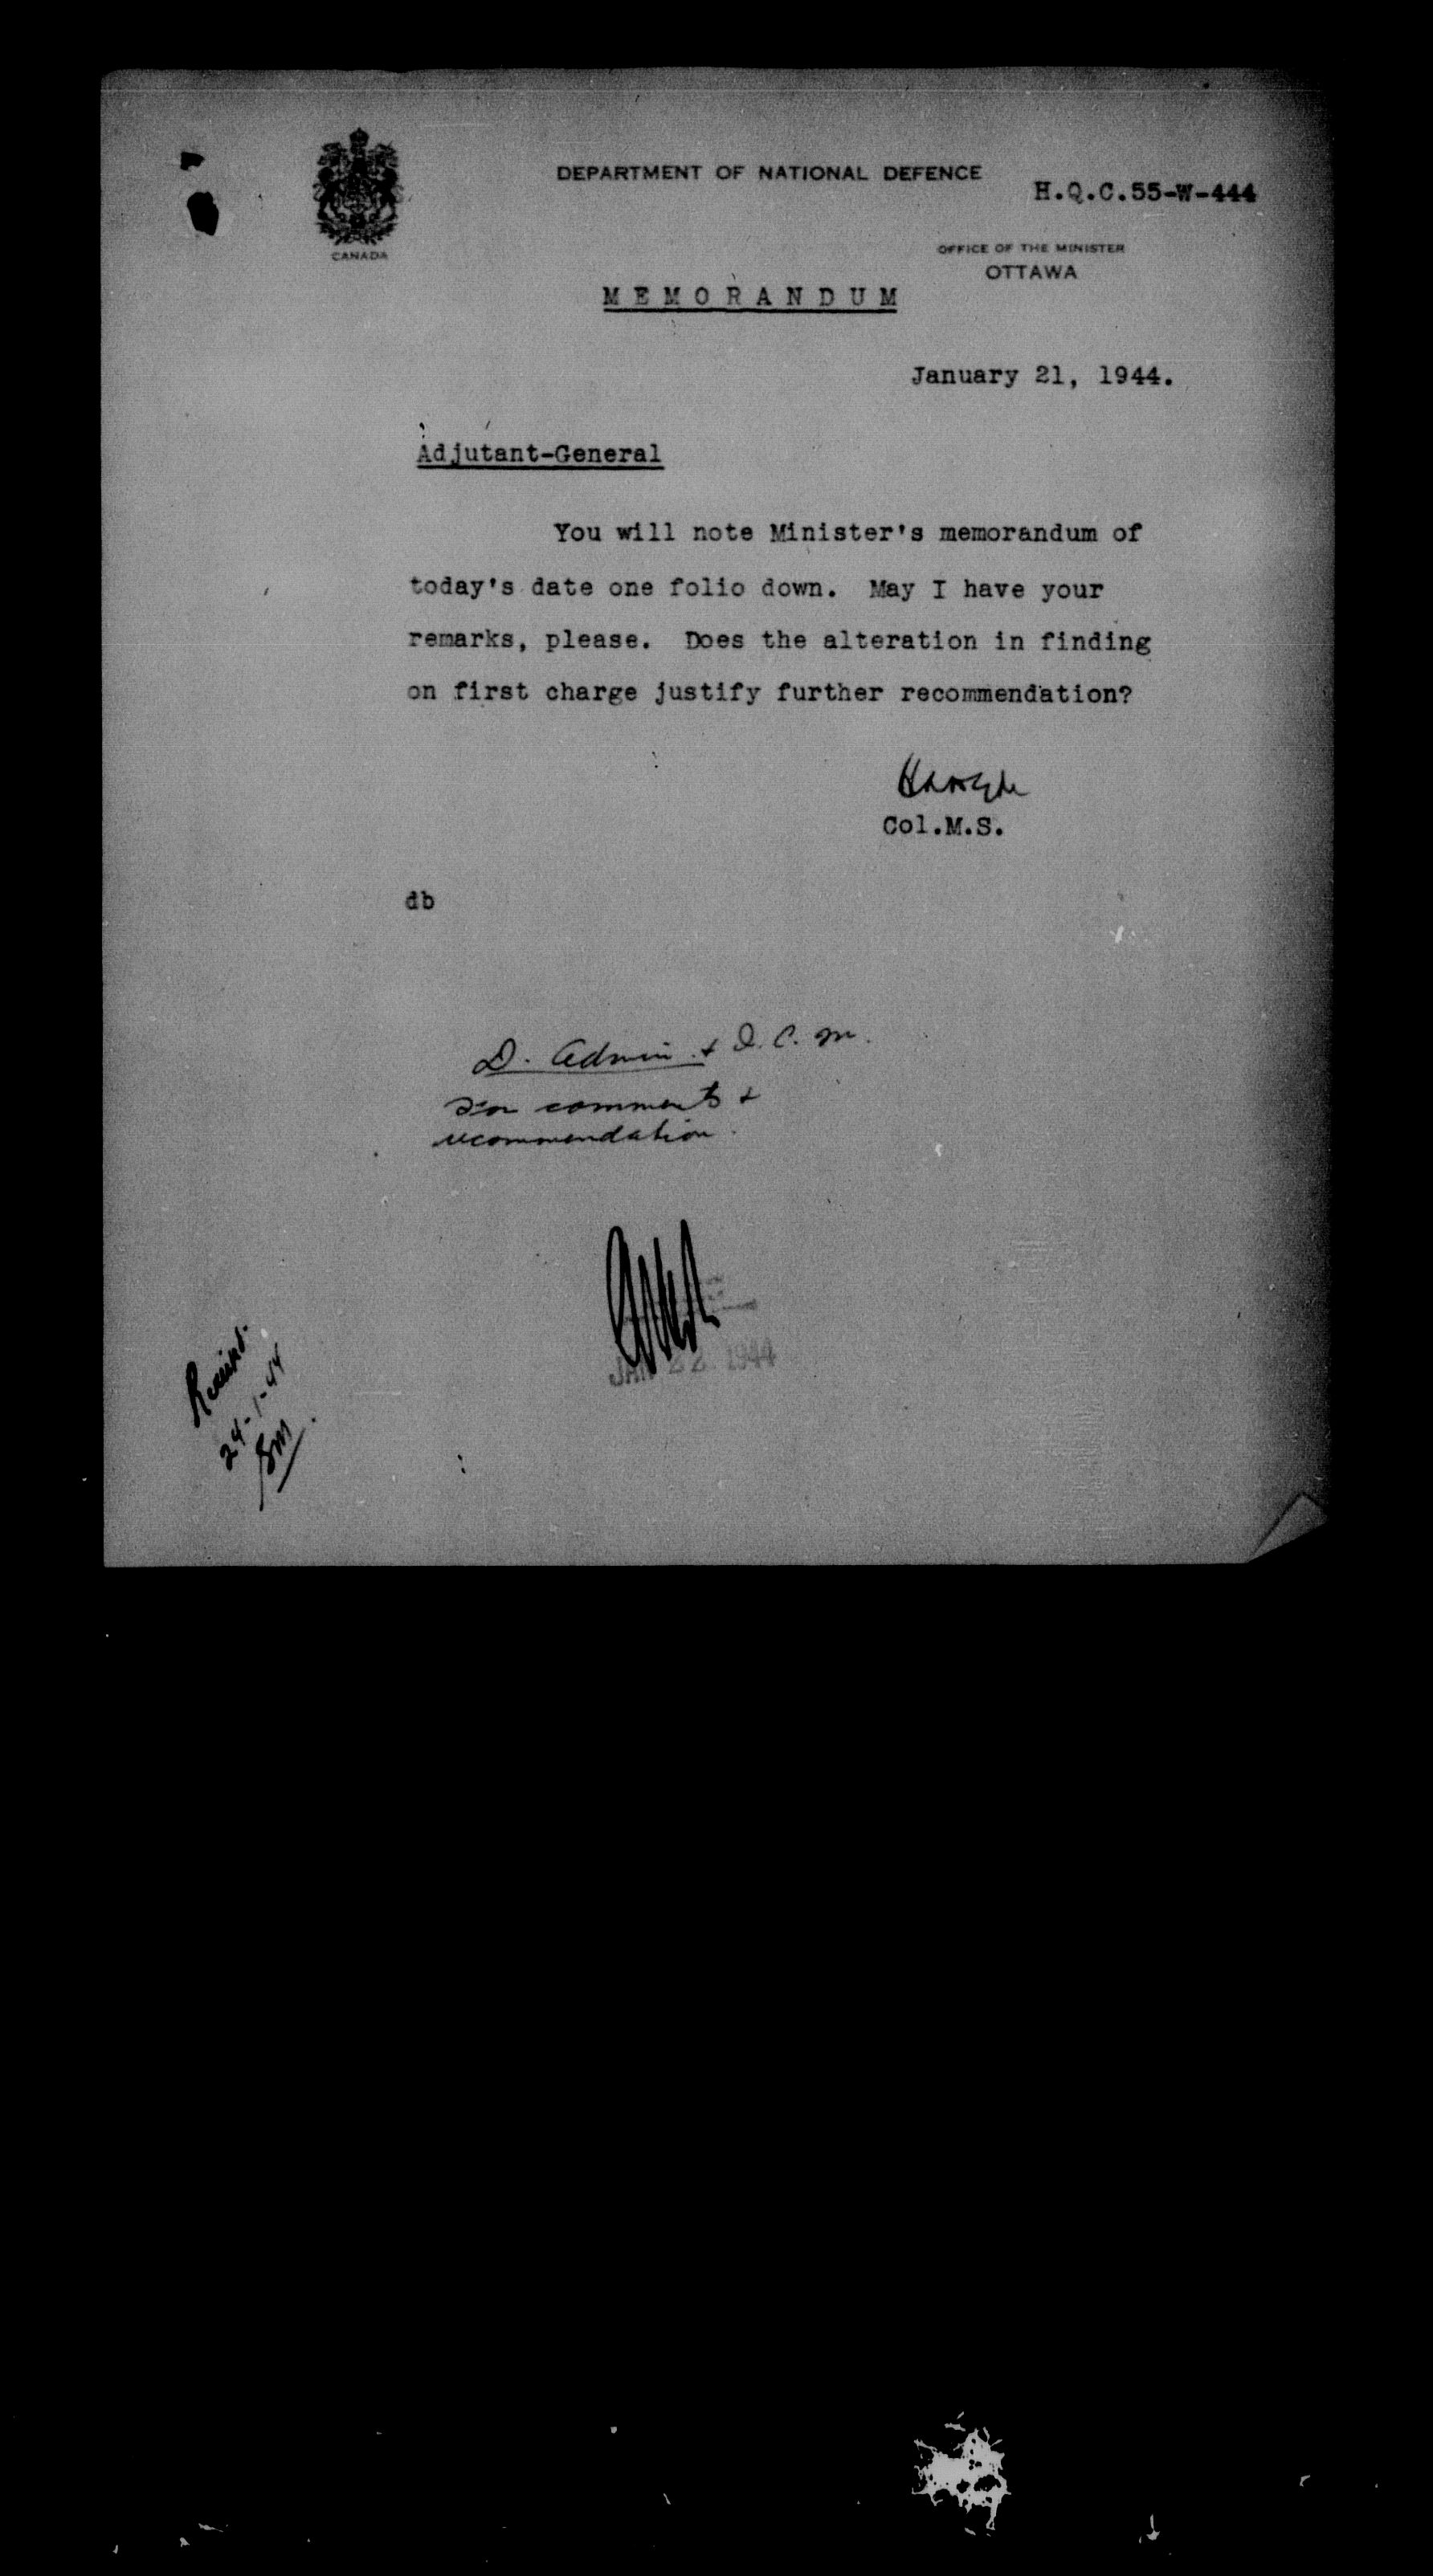 DEPARTMENT OF NATIONAL DEFENCE
H.Q.C.55-W-444
CANADA
OFFICE OF THE MINISTER
OTTAWA
MEMORANDUM
January 21, 1944.
Adjutant-General
You will note Minister's memorandum of
today's date one folio down. May I have your
remarks, please. Does the alteration in finding
on first charge justify further recommendation?
Col.M.S.
db
D. Admin. +
For comments +
recommendation.
JAN 22 1944
24-1-44